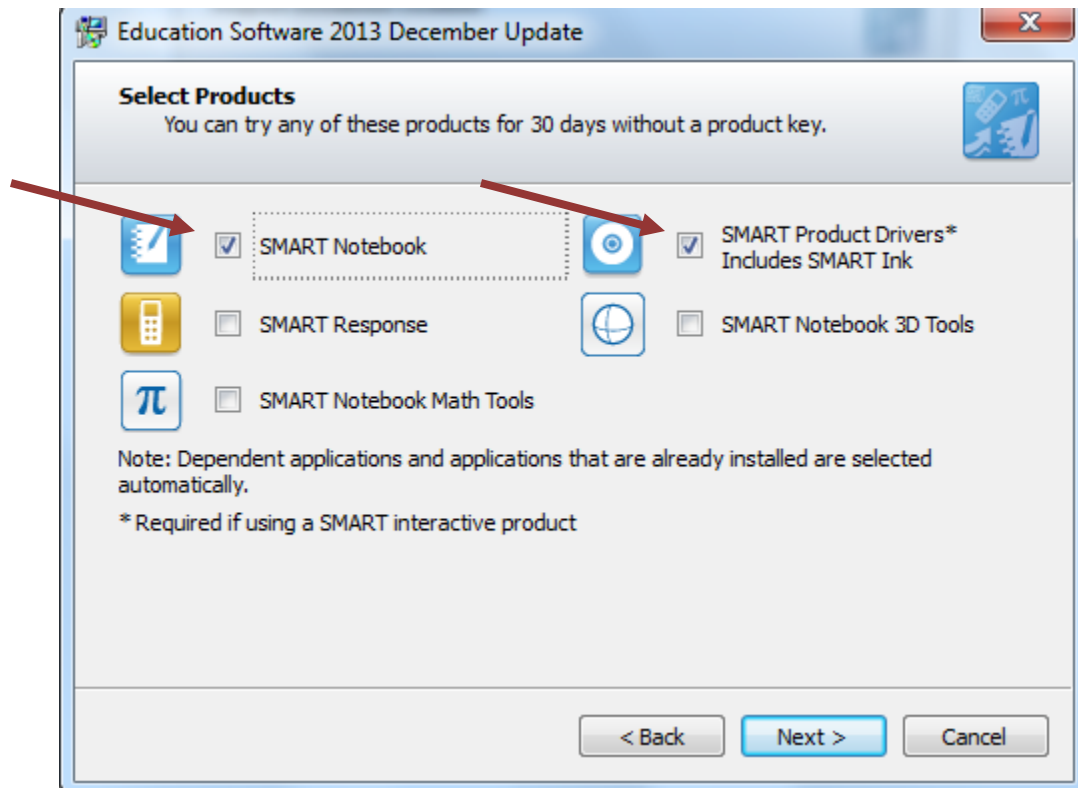 Education Software 2013 December Update
Select Products
You can try any of these products for 30 days without a product key.
SMART Notebook
SMART Product Drivers*
Includes SMART Ink
SMART Response
SMART Notebook 3D Tools
π
SMART Notebook Math Tools
Note: Dependent applications and applications that are already installed are selected
automatically.
* Required if using a SMART interactive product
< Back
Next >
Cancel